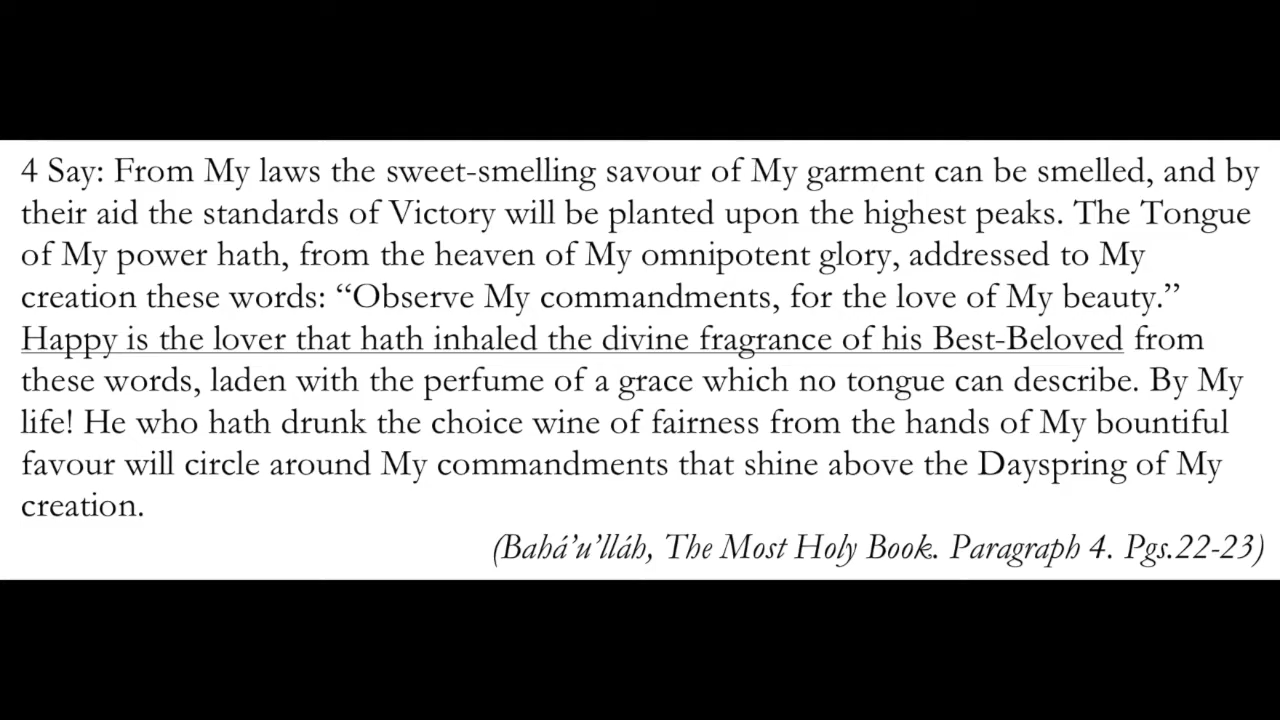 4 Say: From My laws the sweet-smelling savour of My garment can be smelled, and by
their aid the standards of Victory will be planted upon the highest peaks. The Tongue
of My power hath, from the heaven of My omnipotent glory, addressed to My
creation these words: “Observe My commandments, for the love of My beauty.”
Happy is the lover that hath inhaled the divine fragrance of his Best-Beloved from
these words, laden with the perfume of a grace which no tongue can describe. By My
life! He who hath drunk the choice wine of fairness from the hands of My bountiful
favour will circle around My commandments that shine above the Dayspring of My
creation.
(Bahá’u’lláh, The Most Holy Book. Paragraph 4. Pgs.22-23)